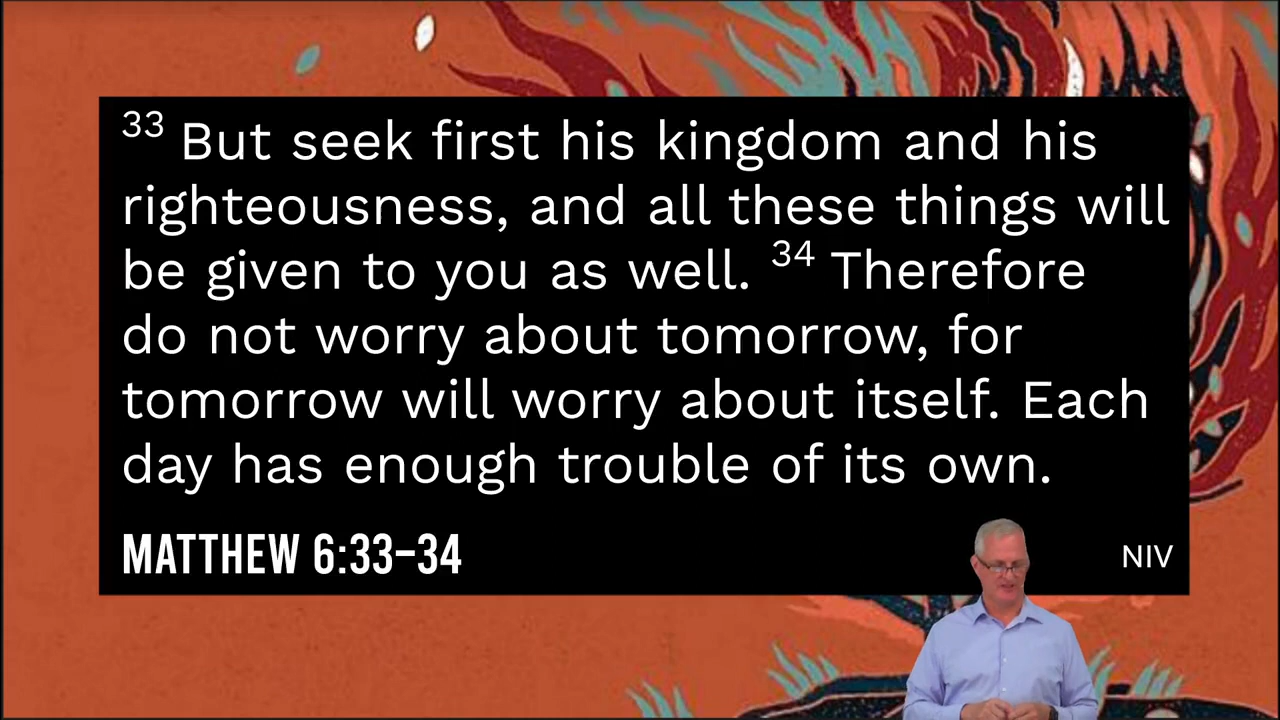 33 But seek first his kingdom and his
righteousness, and all these things will
be given to you as well. 34 Therefore
do not worry about tomorrow, for
tomorrow will worry about itself. Each
day has enough trouble of its own.
MATTHEW 6:33–34
NIV